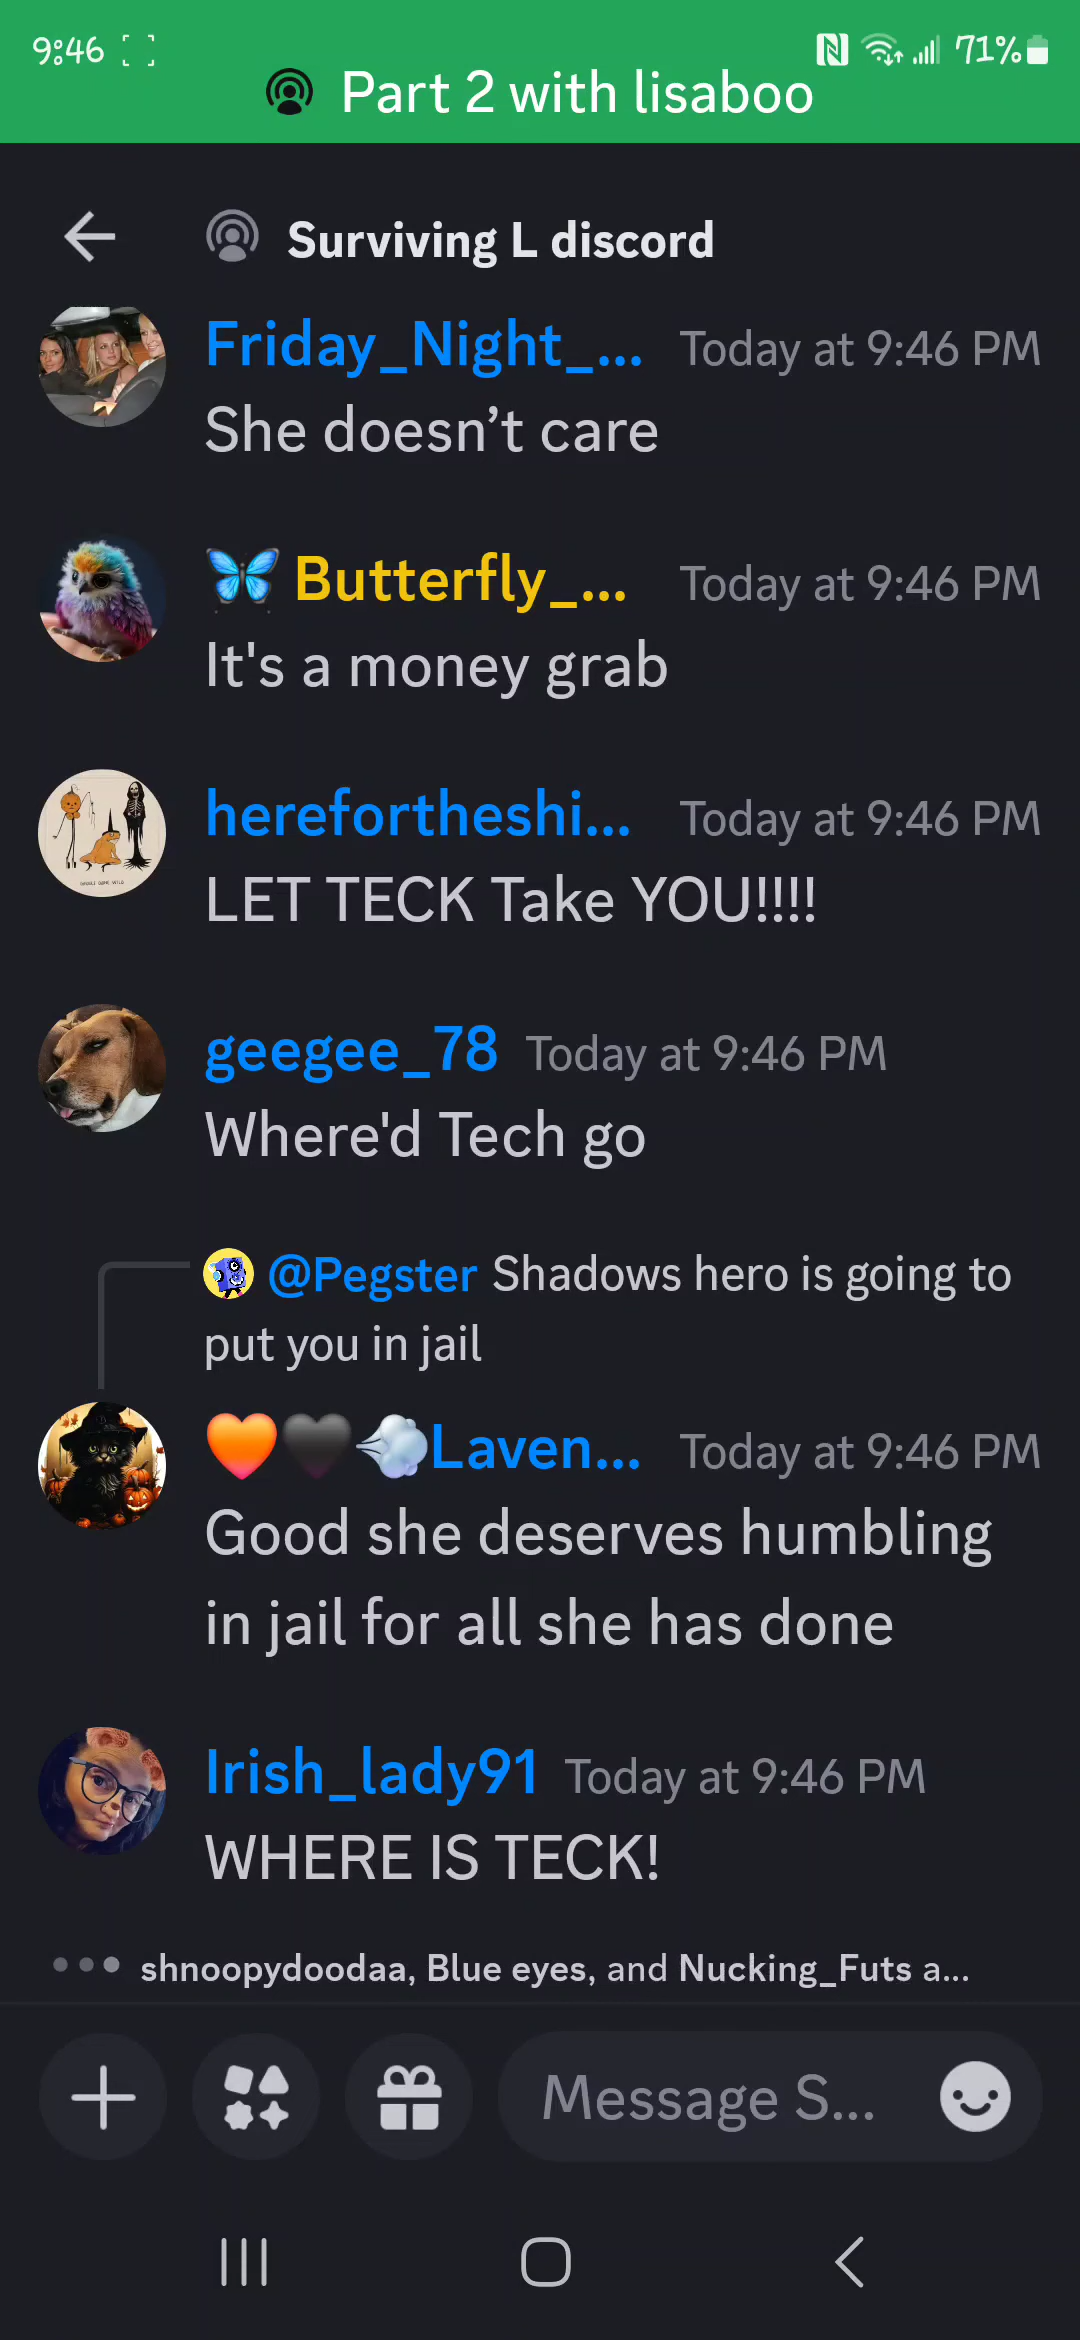 9:46 71%
Part 2 with lisaboo
Surviving L discord
Friday_Night_... Today at 9:46 PM
She doesn’t care
🦋 Butterfly_... Today at 9:46 PM
It's a money grab
herefortheshi... Today at 9:46 PM
LET TECK Take YOU!!!!
geegee_78 Today at 9:46 PM
Where'd Tech go
@Pegster Shadows hero is going to
put you in jail
🧡🖤💨Laven... Today at 9:46 PM
Good she deserves humbling
in jail for all she has done
Irish_lady91 Today at 9:46 PM
WHERE IS TECK!
shnoopydoodaa, Blue eyes, and Nucking_Futs a...
Message S...